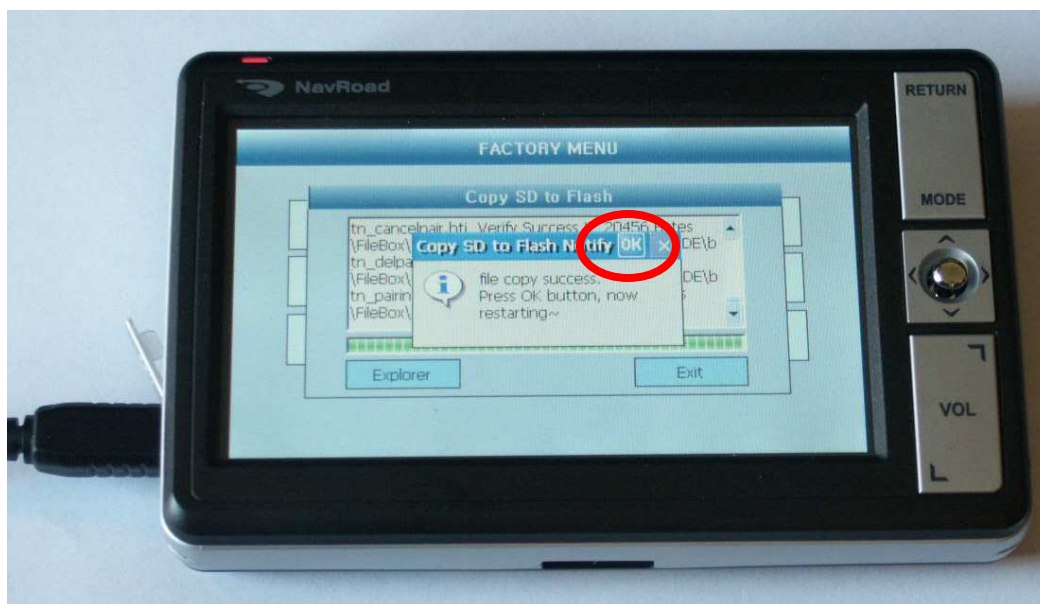 NavRoad
RETURN
MODE
VOL
FACTORY MENU
Copy SD to Flash
tn_cancelpair.bti Verify Success 20456
\FileBox\ DE\b
tn_delpa
\FileBox\ DE\b
tn_pairin
\FileBox\
Copy SD to Flash Notify OK ×
file copy success.
Press OK button, now
restarting~
Explorer Exit